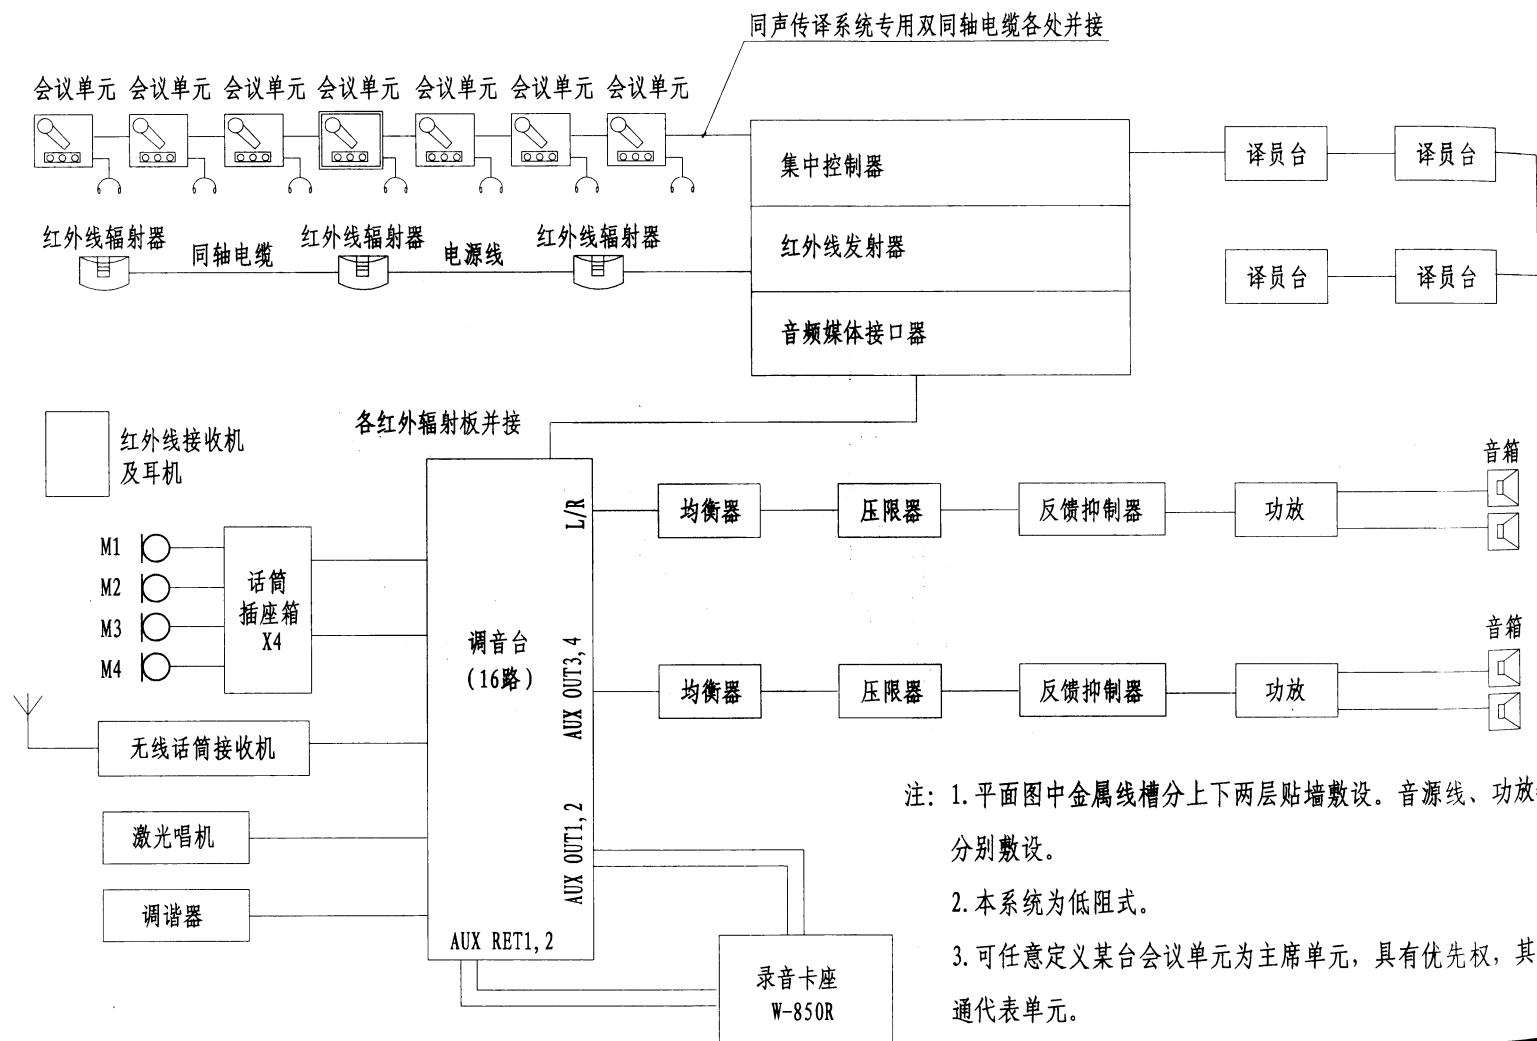 同声传译系统专用双同轴电缆各处并接
会议单元 会议单元 会议单元 会议单元 会议单元 会议单元 会议单元
集中控制器
译员台 译员台
红外线辐射器 同轴电缆 红外线辐射器 电源线 红外线辐射器
红外线发射器
译员台 译员台
音频媒体接口器
各红外辐射板并接
红外线接收机
及耳机
音箱
L/R
均衡器 压限器 反馈抑制器 功放
M1
M2
M3
M4
话筒
插座箱
X4
调音台
(16路)
音箱
AUX OUT3,4
均衡器 压限器 反馈抑制器 功放
无线话筒接收机
激光唱机
AUX OUT1,2
调谐器
AUX RET1,2
录音卡座
W-850R
注: 1.平面图中金属线槽分上下两层贴墙敷设。音源线、功放
分别敷设。
2.本系统为低阻式。
3.可任意定义某台会议单元为主席单元,具有优先权,其
通代表单元。